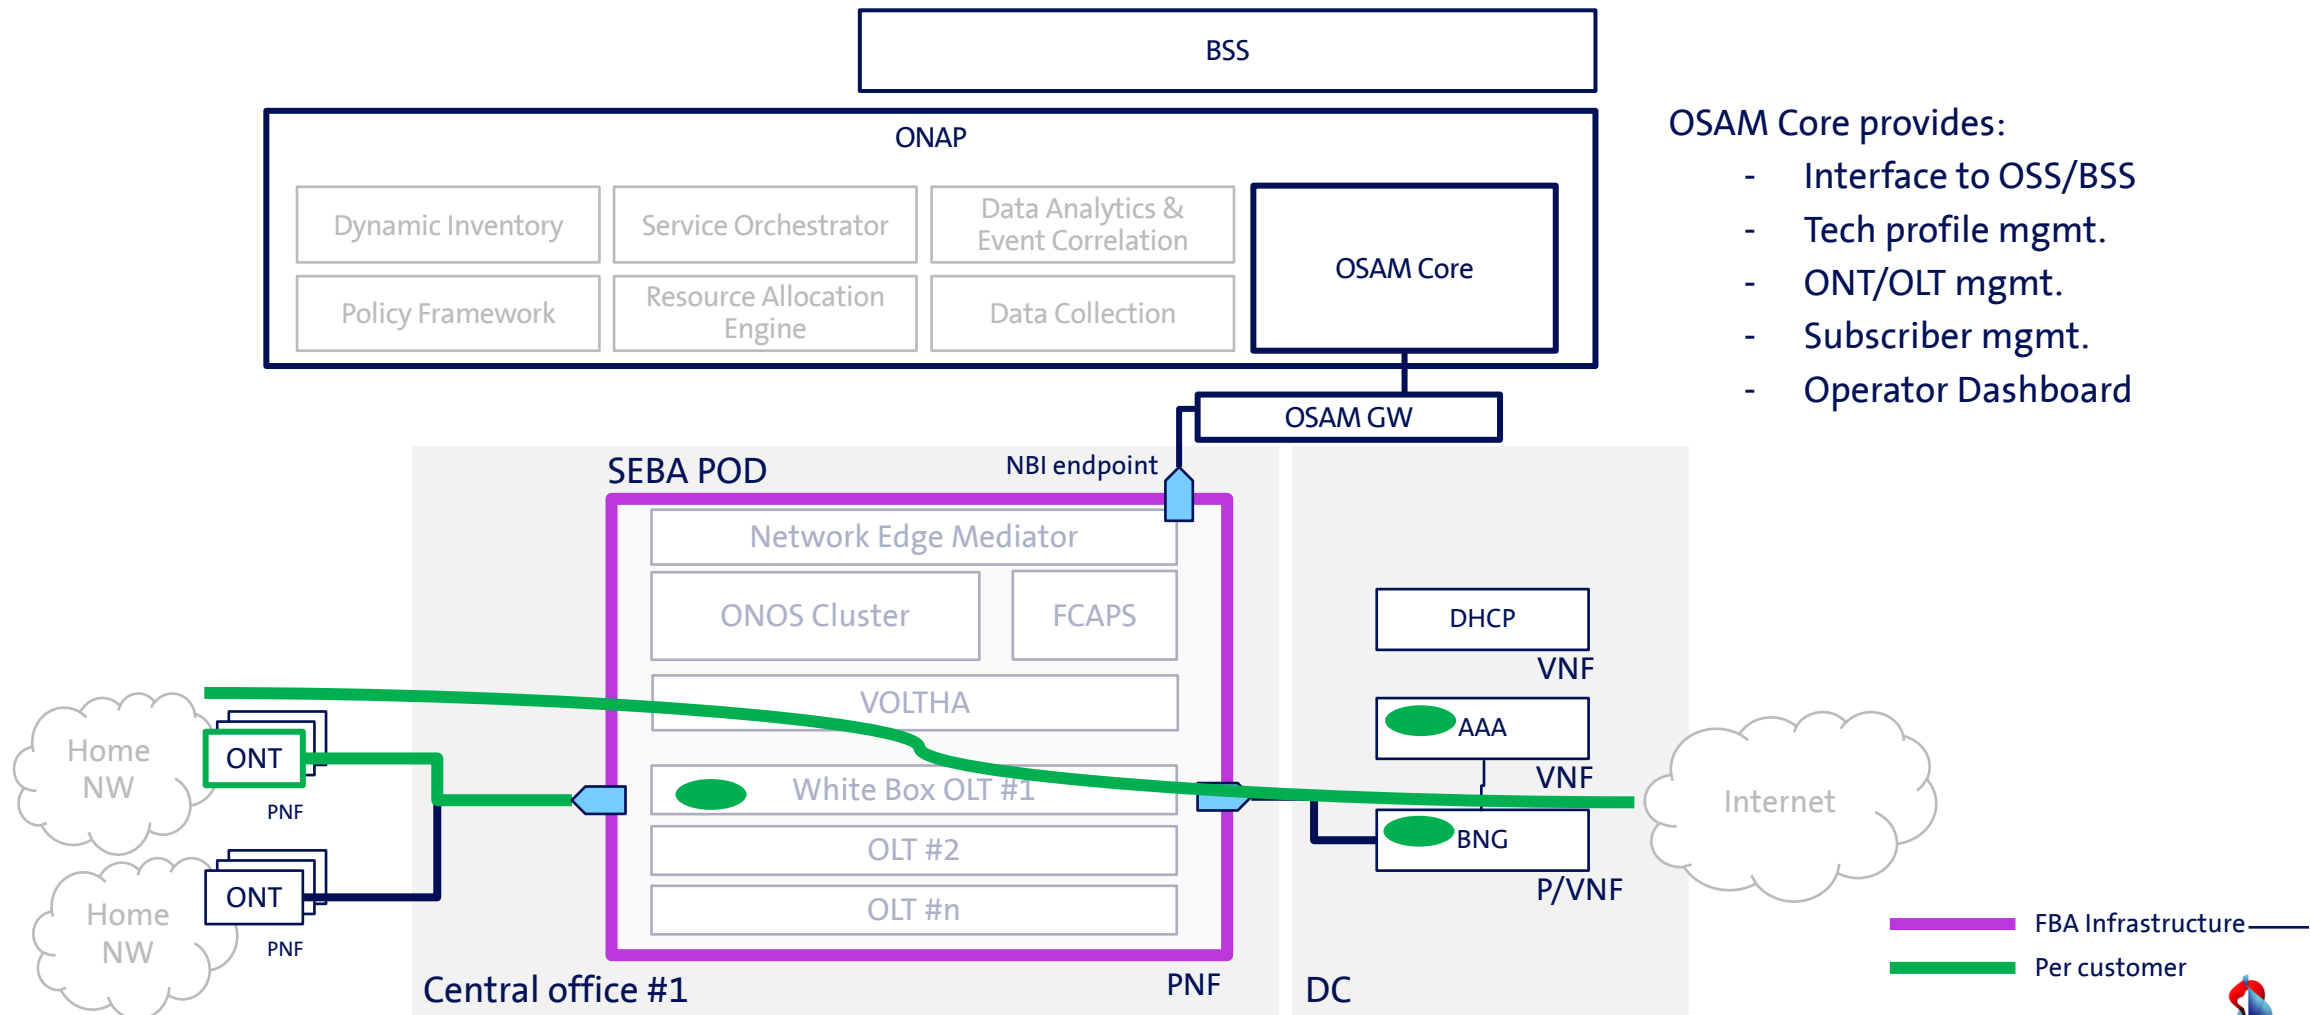 BSS
ONAP
Dynamic Inventory
Service Orchestrator
Data Analytics &
Event Correlation
Policy Framework
Resource Allocation
Engine
Data Collection
OSAM Core
OSAM Core provides:
- Interface to OSS/BSS
- Tech profile mgmt.
- ONT/OLT mgmt.
- Subscriber mgmt.
- Operator Dashboard
OSAM GW
SEBA POD
NBI endpoint
Network Edge Mediator
ONOS Cluster
FCAPS
VOLTHA
White Box OLT #1
OLT #2
OLT #n
Central office #1
PNF
Home
NW
ONT
PNF
Home
NW
ONT
PNF
DHCP
VNF
AAA
VNF
BNG
P/VNF
DC
Internet
FBA Infrastructure
Per customer